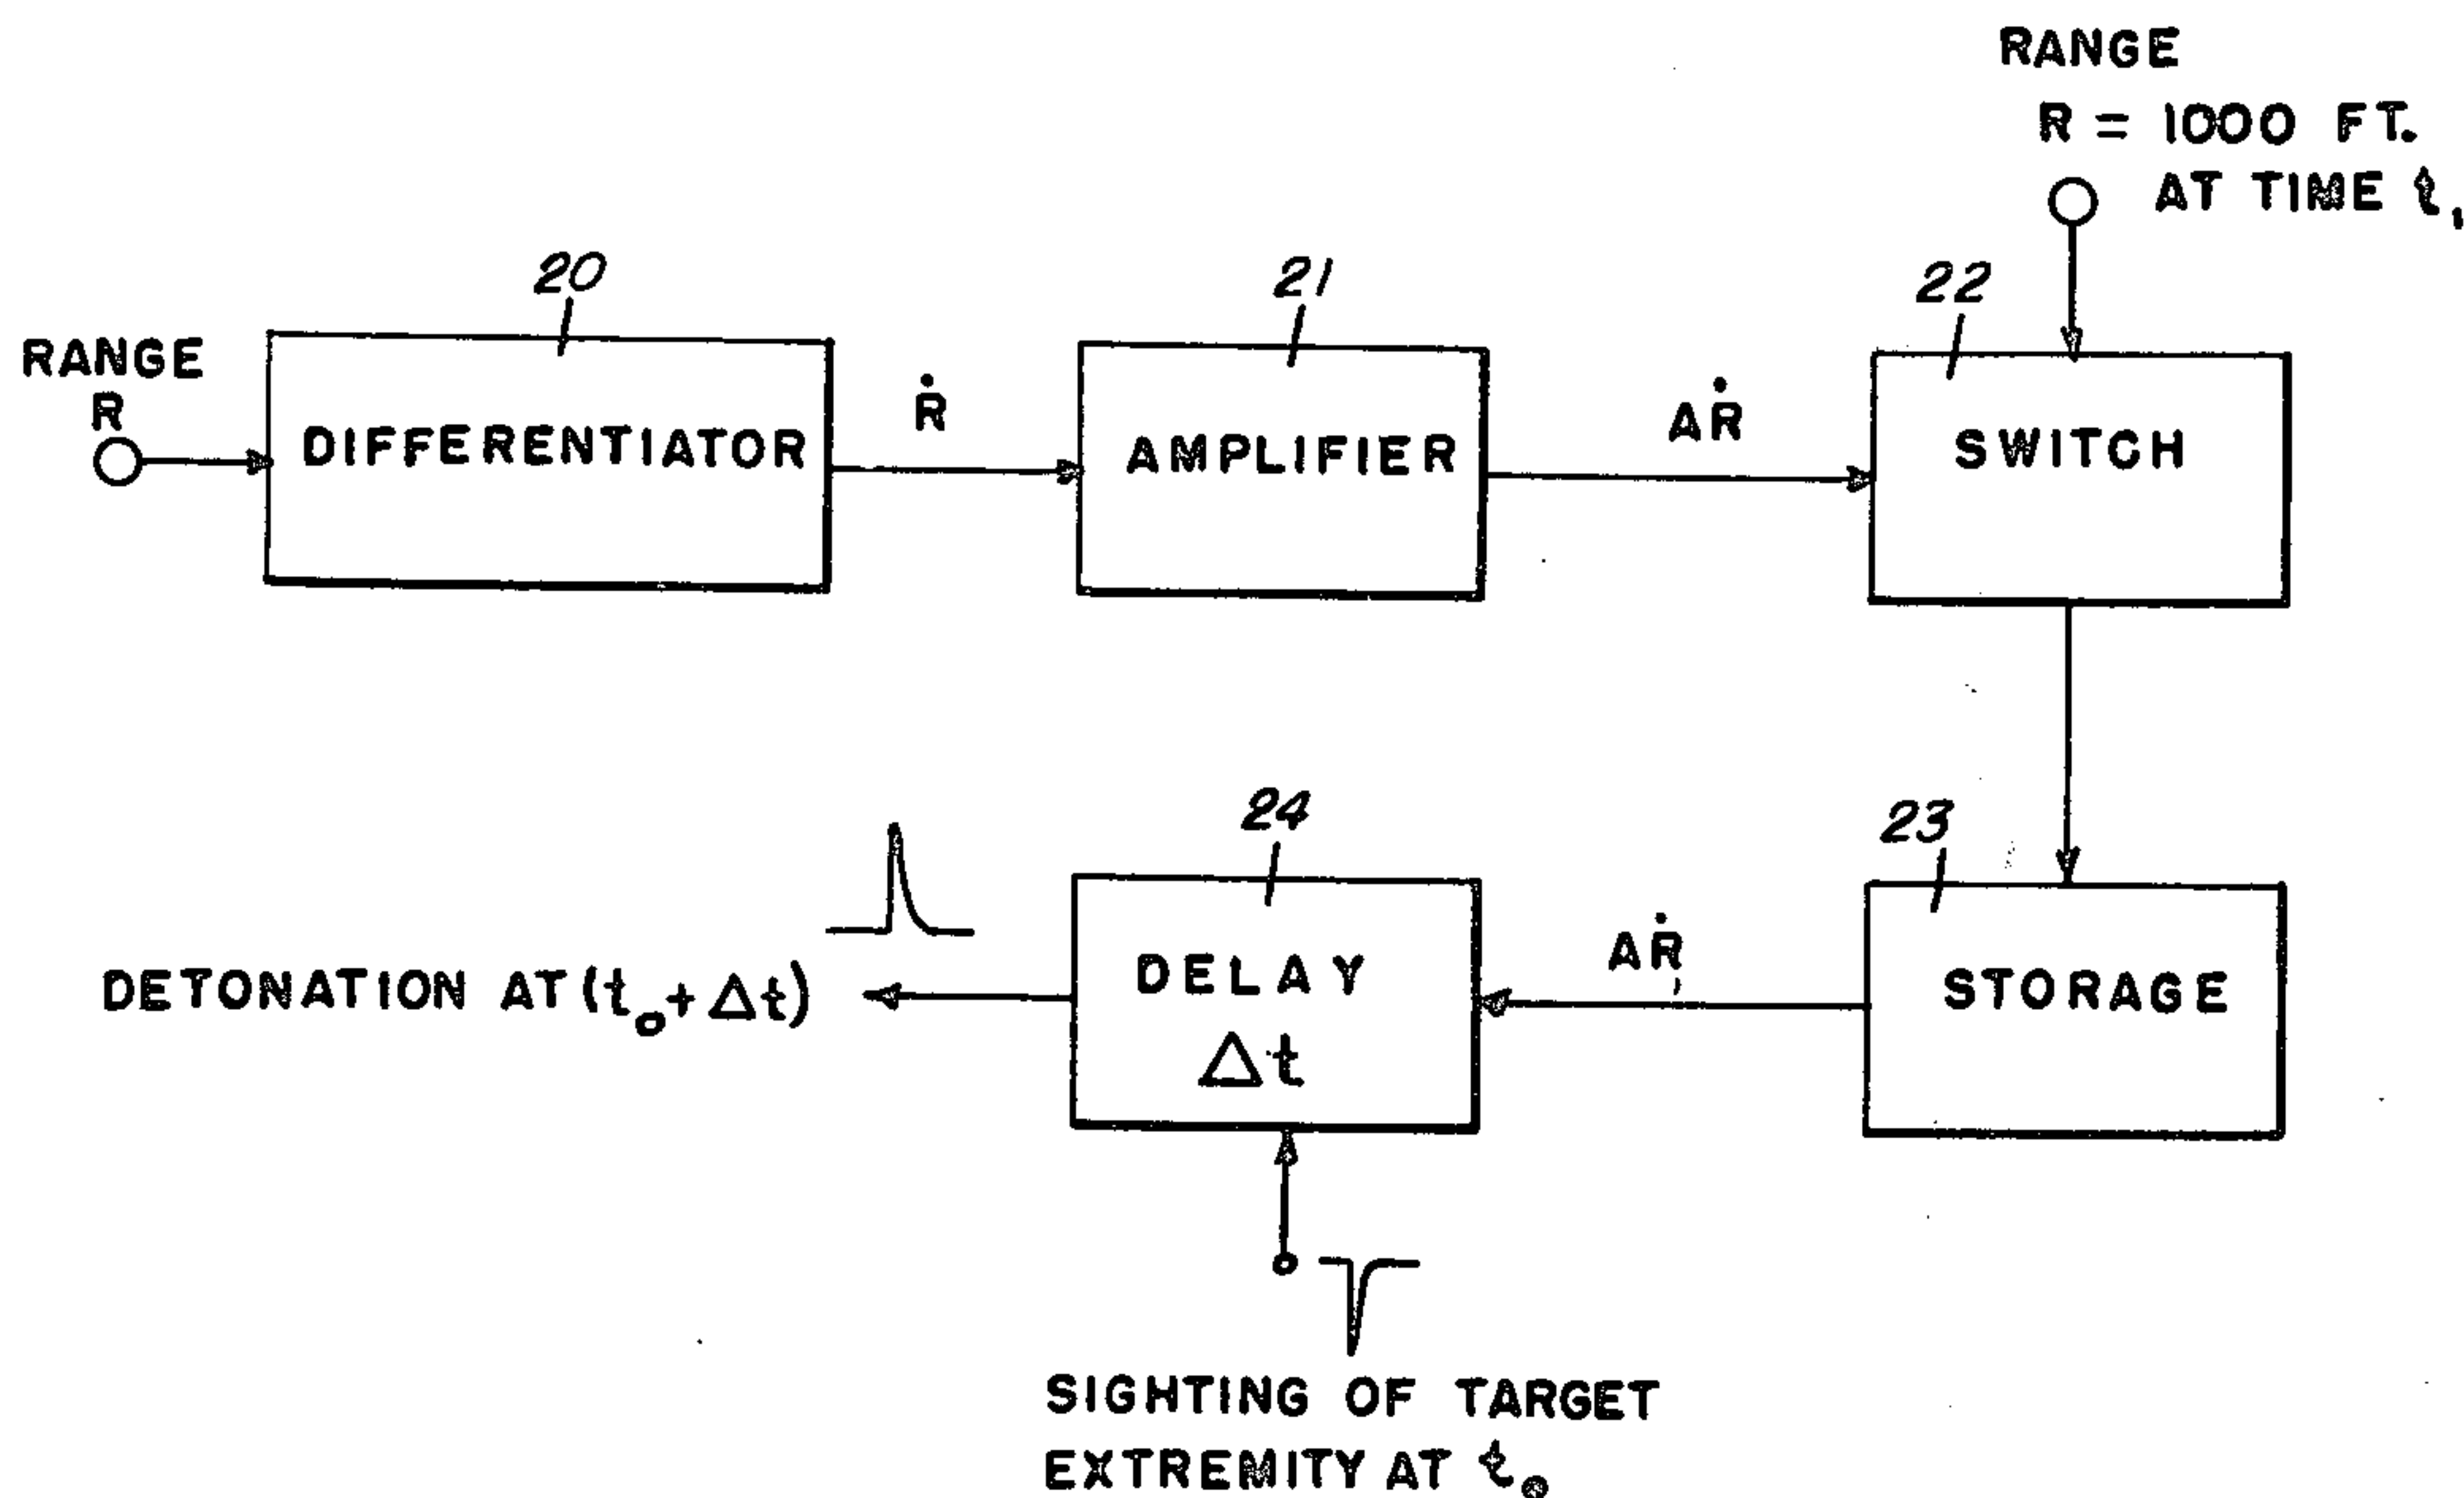 RANGE
R = 1000 FT.
AT TIME t₁
20
21
22
RANGE
R
DIFFERENTIATOR
Ṙ
AMPLIFIER
AṘ
SWITCH
24
23
DETONATION AT (t₀ + Δt)
DELAY
Δt
AṘ₁
STORAGE
SIGHTING OF TARGET
EXTREMITY AT t₀